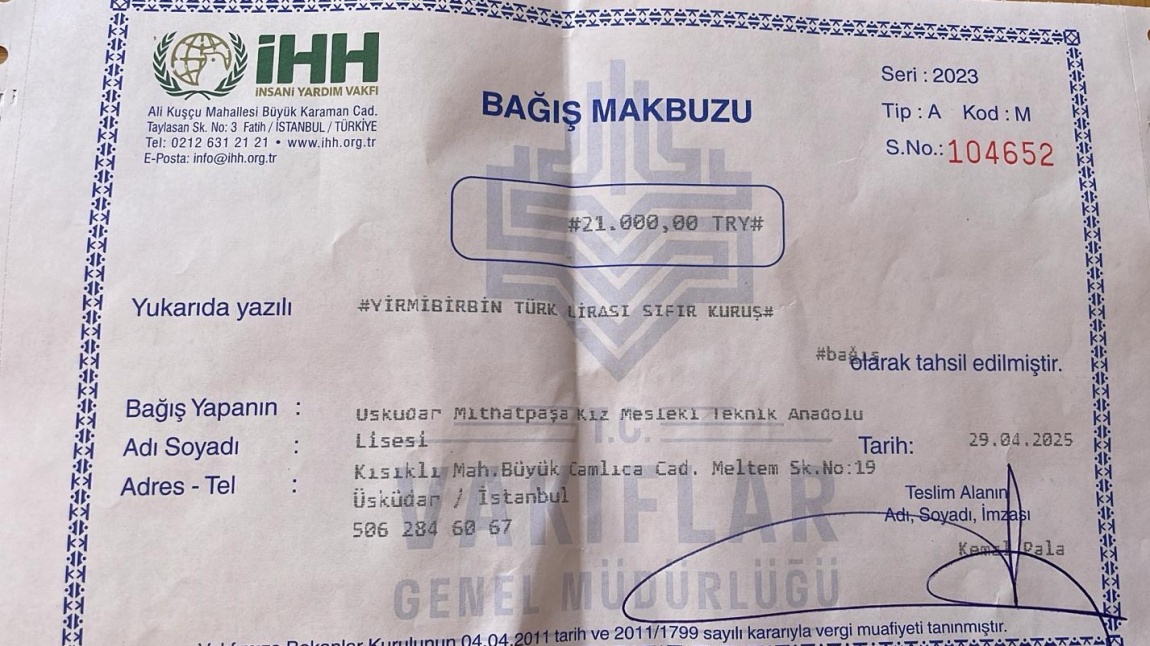 iHH
İNSANİ YARDIM VAKFI
Ali Kuşçu Mahallesi Büyük Karaman Cad.
Taylasan Sk. No: 3 Fatih / İSTANBUL / TÜRKİYE
Tel: 0212 631 21 21 • www.ihh.org.tr
E-Posta: info@ihh.org.tr
BAĞIŞ MAKBUZU
Seri : 2023
Tip : A Kod : M
S.No.: 104652
#21.000,00 TRY#
Yukarıda yazılı #YİRMİBİRBİN TÜRK LİRASI SIFIR KURUŞ#
#bağış olarak tahsil edilmiştir.
Bağış Yapanın :
Adı Soyadı :
Adres - Tel :
Uskudar Mithatpaşa Kız Mesleki Teknik Anadolu
Lisesi
Kısıklı Mah.Büyük Camlıca Cad. Meltem Sk.No:19
Üsküdar / İstanbul
506 284 60 67
Tarih: 29.04.2025
Teslim Alanın
Adı, Soyadı, İmzası
Kemal Pala
T.C.
VAKIFLAR
GENEL MÜDÜRLÜĞÜ
Bakanlar Kurulunun 04.04.2011 tarih ve 2011/1799 sayılı kararıyla vergi muafiyeti tanınmıştır.